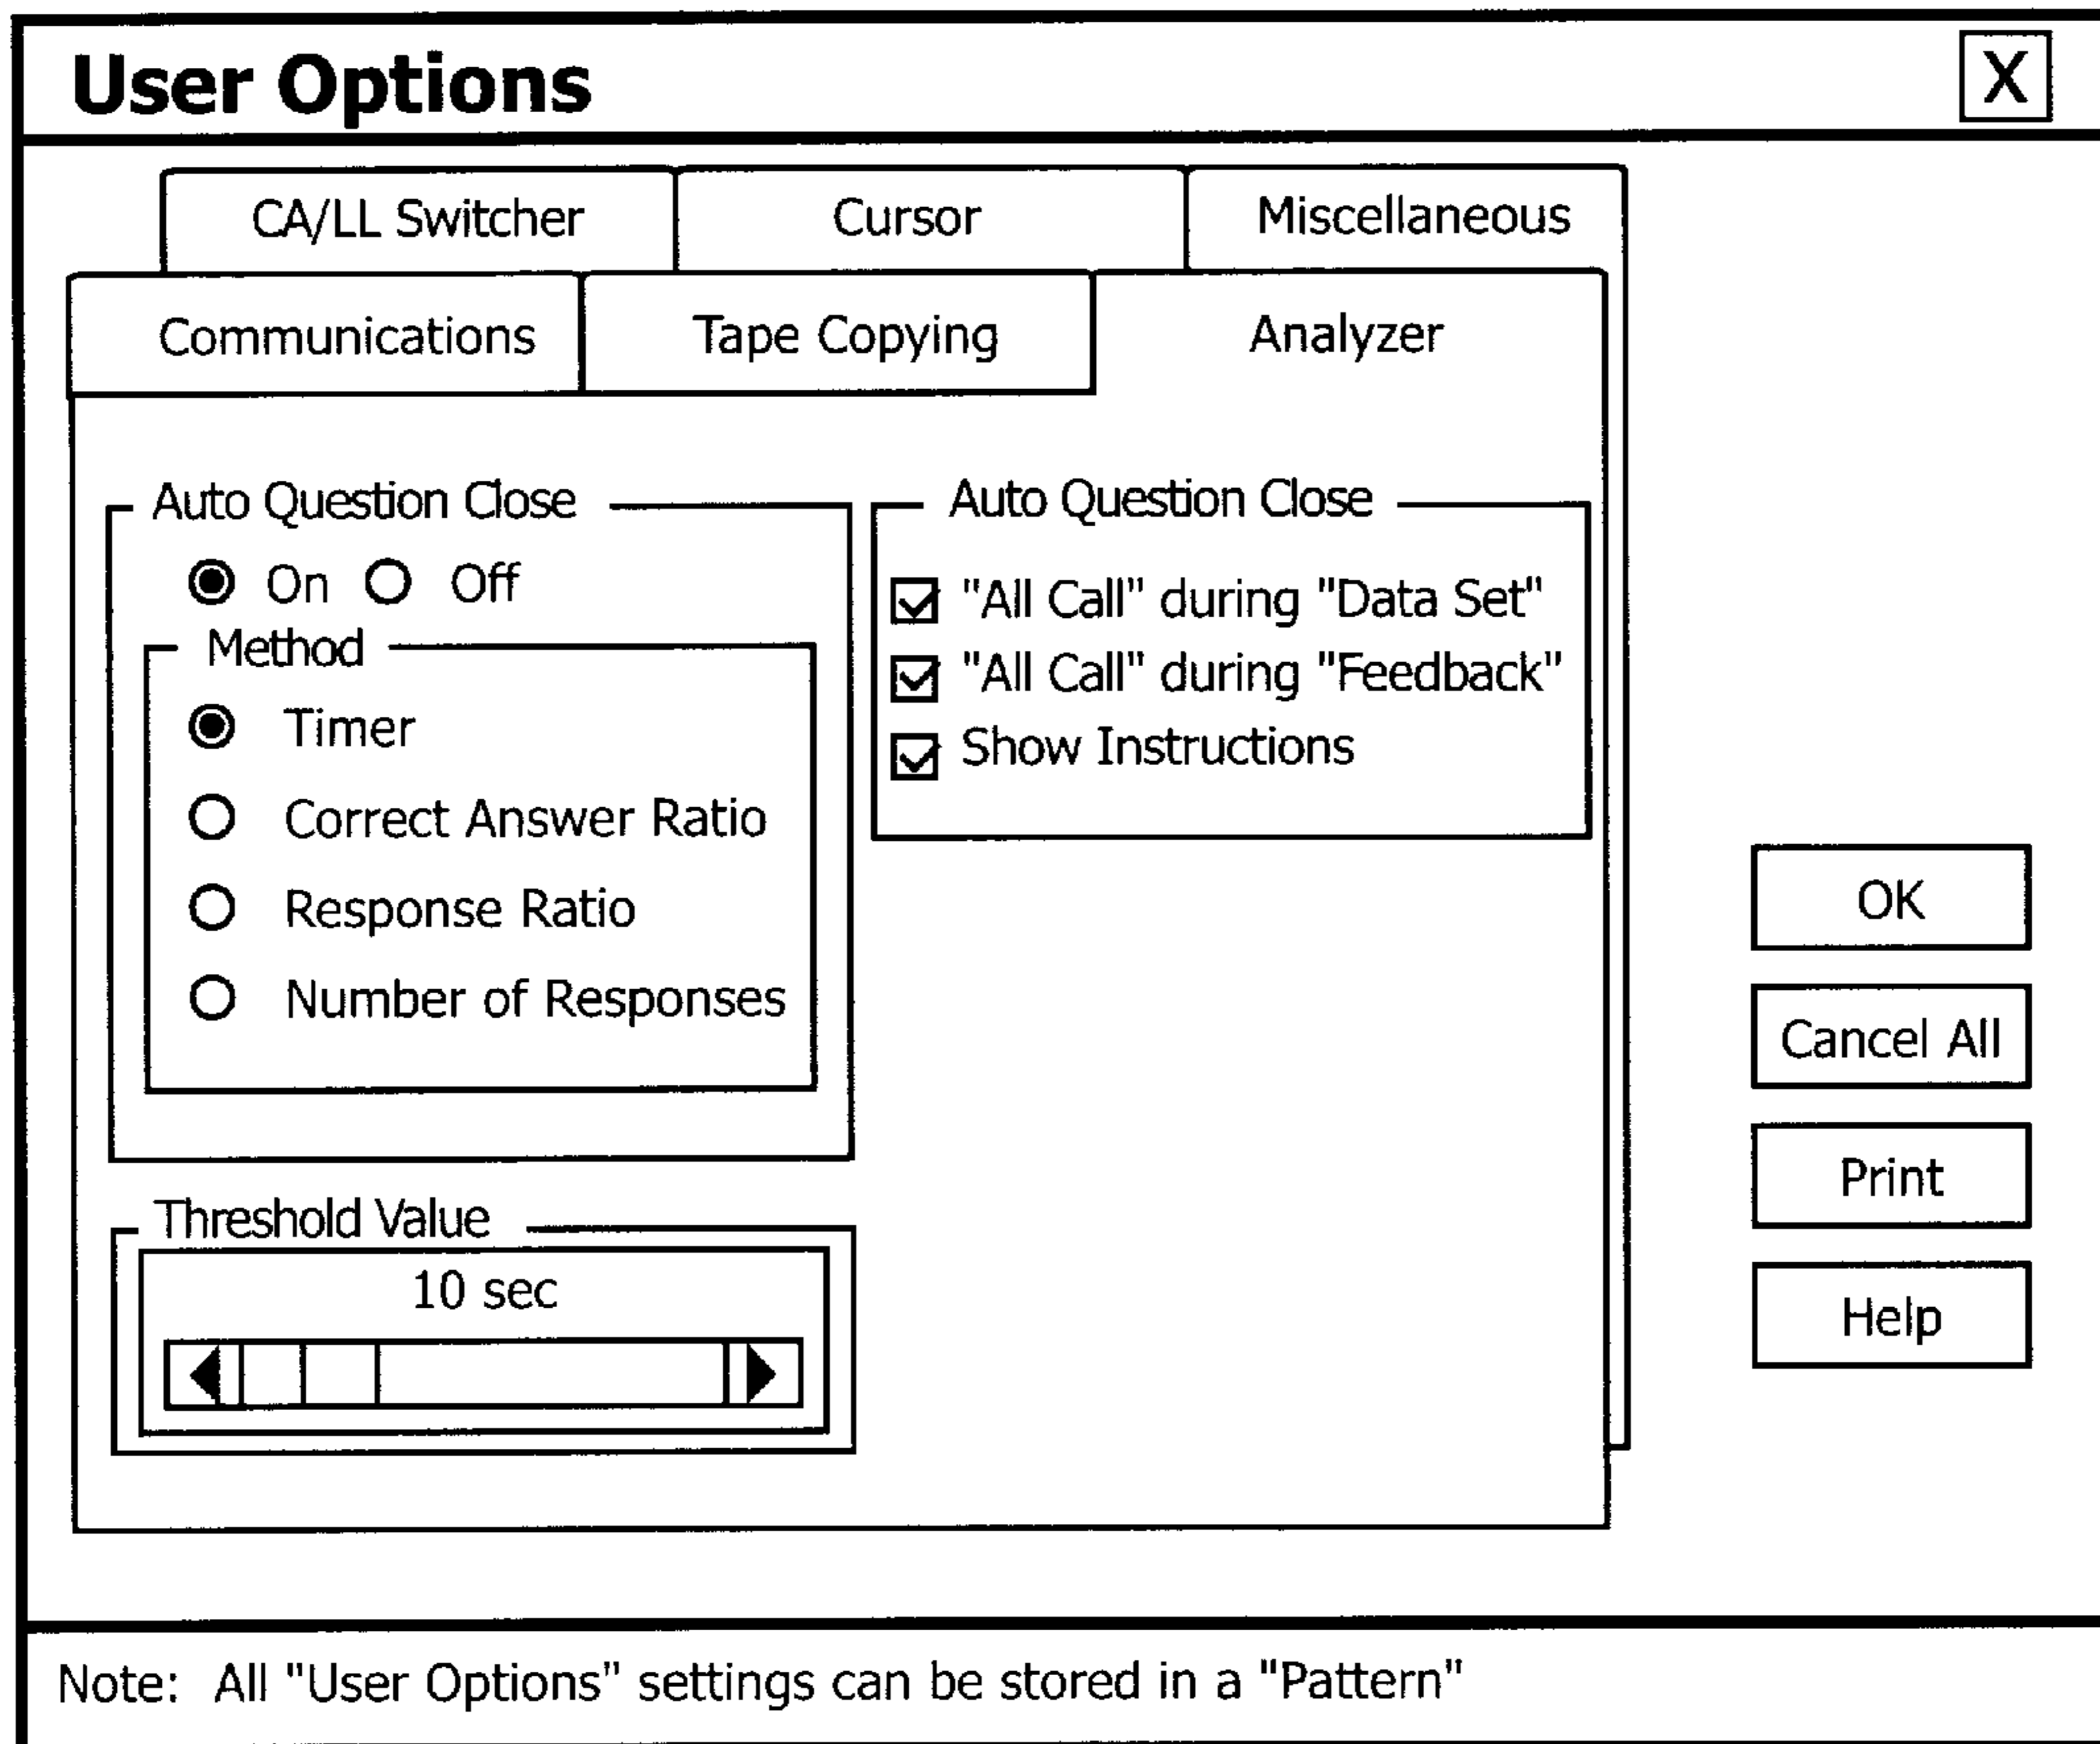 User Options X
CA/LL Switcher Cursor Miscellaneous
Communications Tape Copying Analyzer
Auto Question Close
On Off
Method
Timer
Correct Answer Ratio
Response Ratio
Number of Responses
Auto Question Close
"All Call" during "Data Set"
"All Call" during "Feedback"
Show Instructions
Threshold Value
10 sec
OK
Cancel All
Print
Help
Note: All "User Options" settings can be stored in a "Pattern"